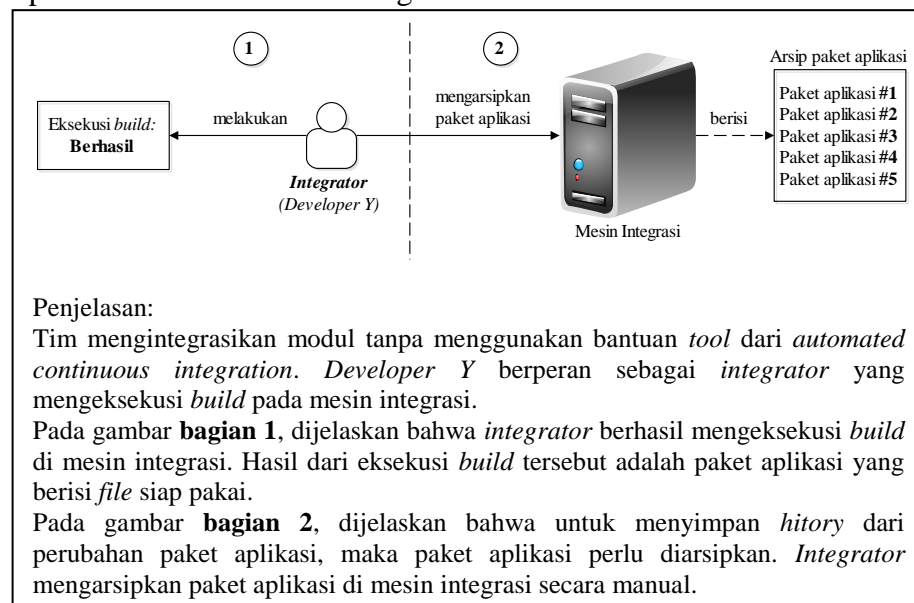 1
2
Arsip paket aplikasi
Eksekusi build:
Berhasil
melakukan
mengarsipkan
paket aplikasi
berisi
Paket aplikasi #1
Paket aplikasi #2
Paket aplikasi #3
Paket aplikasi #4
Paket aplikasi #5
Integrator
(Developer Y)
Mesin Integrasi
Penjelasan:
Tim mengintegrasikan modul tanpa menggunakan bantuan tool dari automated
continuous integration. Developer Y berperan sebagai integrator yang
mengeksekusi build pada mesin integrasi.
Pada gambar bagian 1, dijelaskan bahwa integrator berhasil mengeksekusi build
di mesin integrasi. Hasil dari eksekusi build tersebut adalah paket aplikasi yang
berisi file siap pakai.
Pada gambar bagian 2, dijelaskan bahwa untuk menyimpan hitory dari
perubahan paket aplikasi, maka paket aplikasi perlu diarsipkan. Integrator
mengarsipkan paket aplikasi di mesin integrasi secara manual.